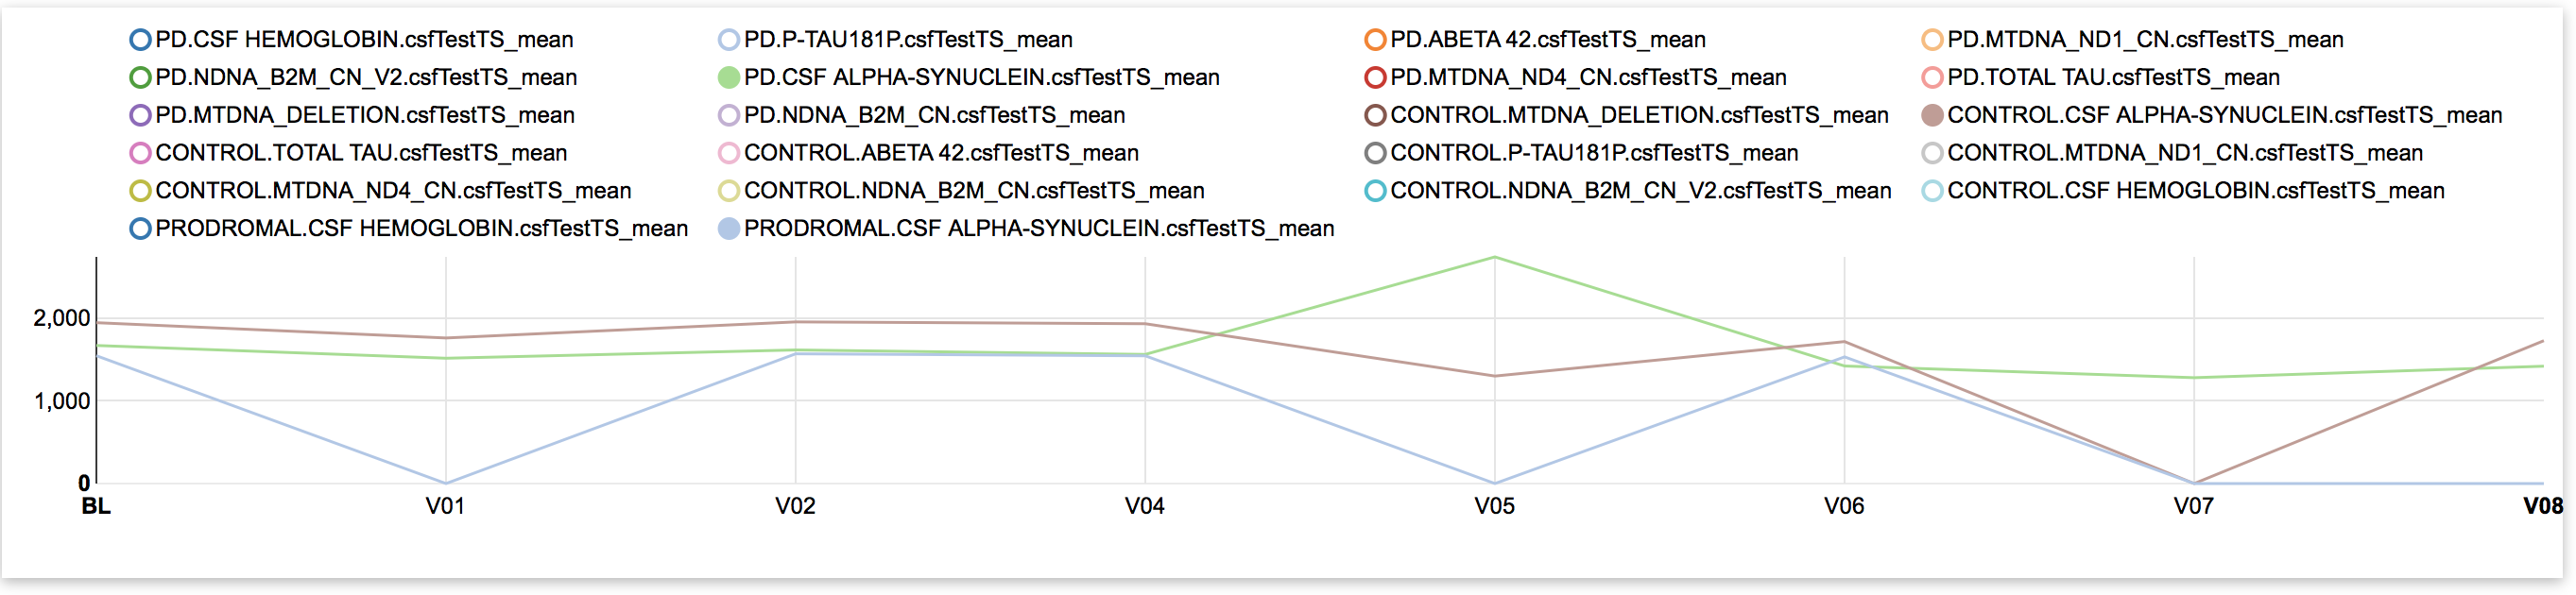 PD.CSF HEMOGLOBIN.csfTestTS_mean PD.P-TAU181P.csfTestTS_mean PD.ABETA 42.csfTestTS_mean PD.MTDNA_ND1_CN.csfTestTS_mean
PD.NDNA_B2M_CN_V2.csfTestTS_mean PD.CSF ALPHA-SYNUCLEIN.csfTestTS_mean PD.MTDNA_ND4_CN.csfTestTS_mean PD.TOTAL TAU.csfTestTS_mean
PD.MTDNA_DELETION.csfTestTS_mean PD.NDNA_B2M_CN.csfTestTS_mean CONTROL.MTDNA_DELETION.csfTestTS_mean CONTROL.CSF ALPHA-SYNUCLEIN.csfTestTS_mean
CONTROL.TOTAL TAU.csfTestTS_mean CONTROL.ABETA 42.csfTestTS_mean CONTROL.P-TAU181P.csfTestTS_mean CONTROL.MTDNA_ND1_CN.csfTestTS_mean
CONTROL.MTDNA_ND4_CN.csfTestTS_mean CONTROL.NDNA_B2M_CN.csfTestTS_mean CONTROL.NDNA_B2M_CN_V2.csfTestTS_mean CONTROL.CSF HEMOGLOBIN.csfTestTS_mean
PRODROMAL.CSF HEMOGLOBIN.csfTestTS_mean PRODROMAL.CSF ALPHA-SYNUCLEIN.csfTestTS_mean
2,000
1,000
0
BL V01 V02 V04 V05 V06 V07 V08